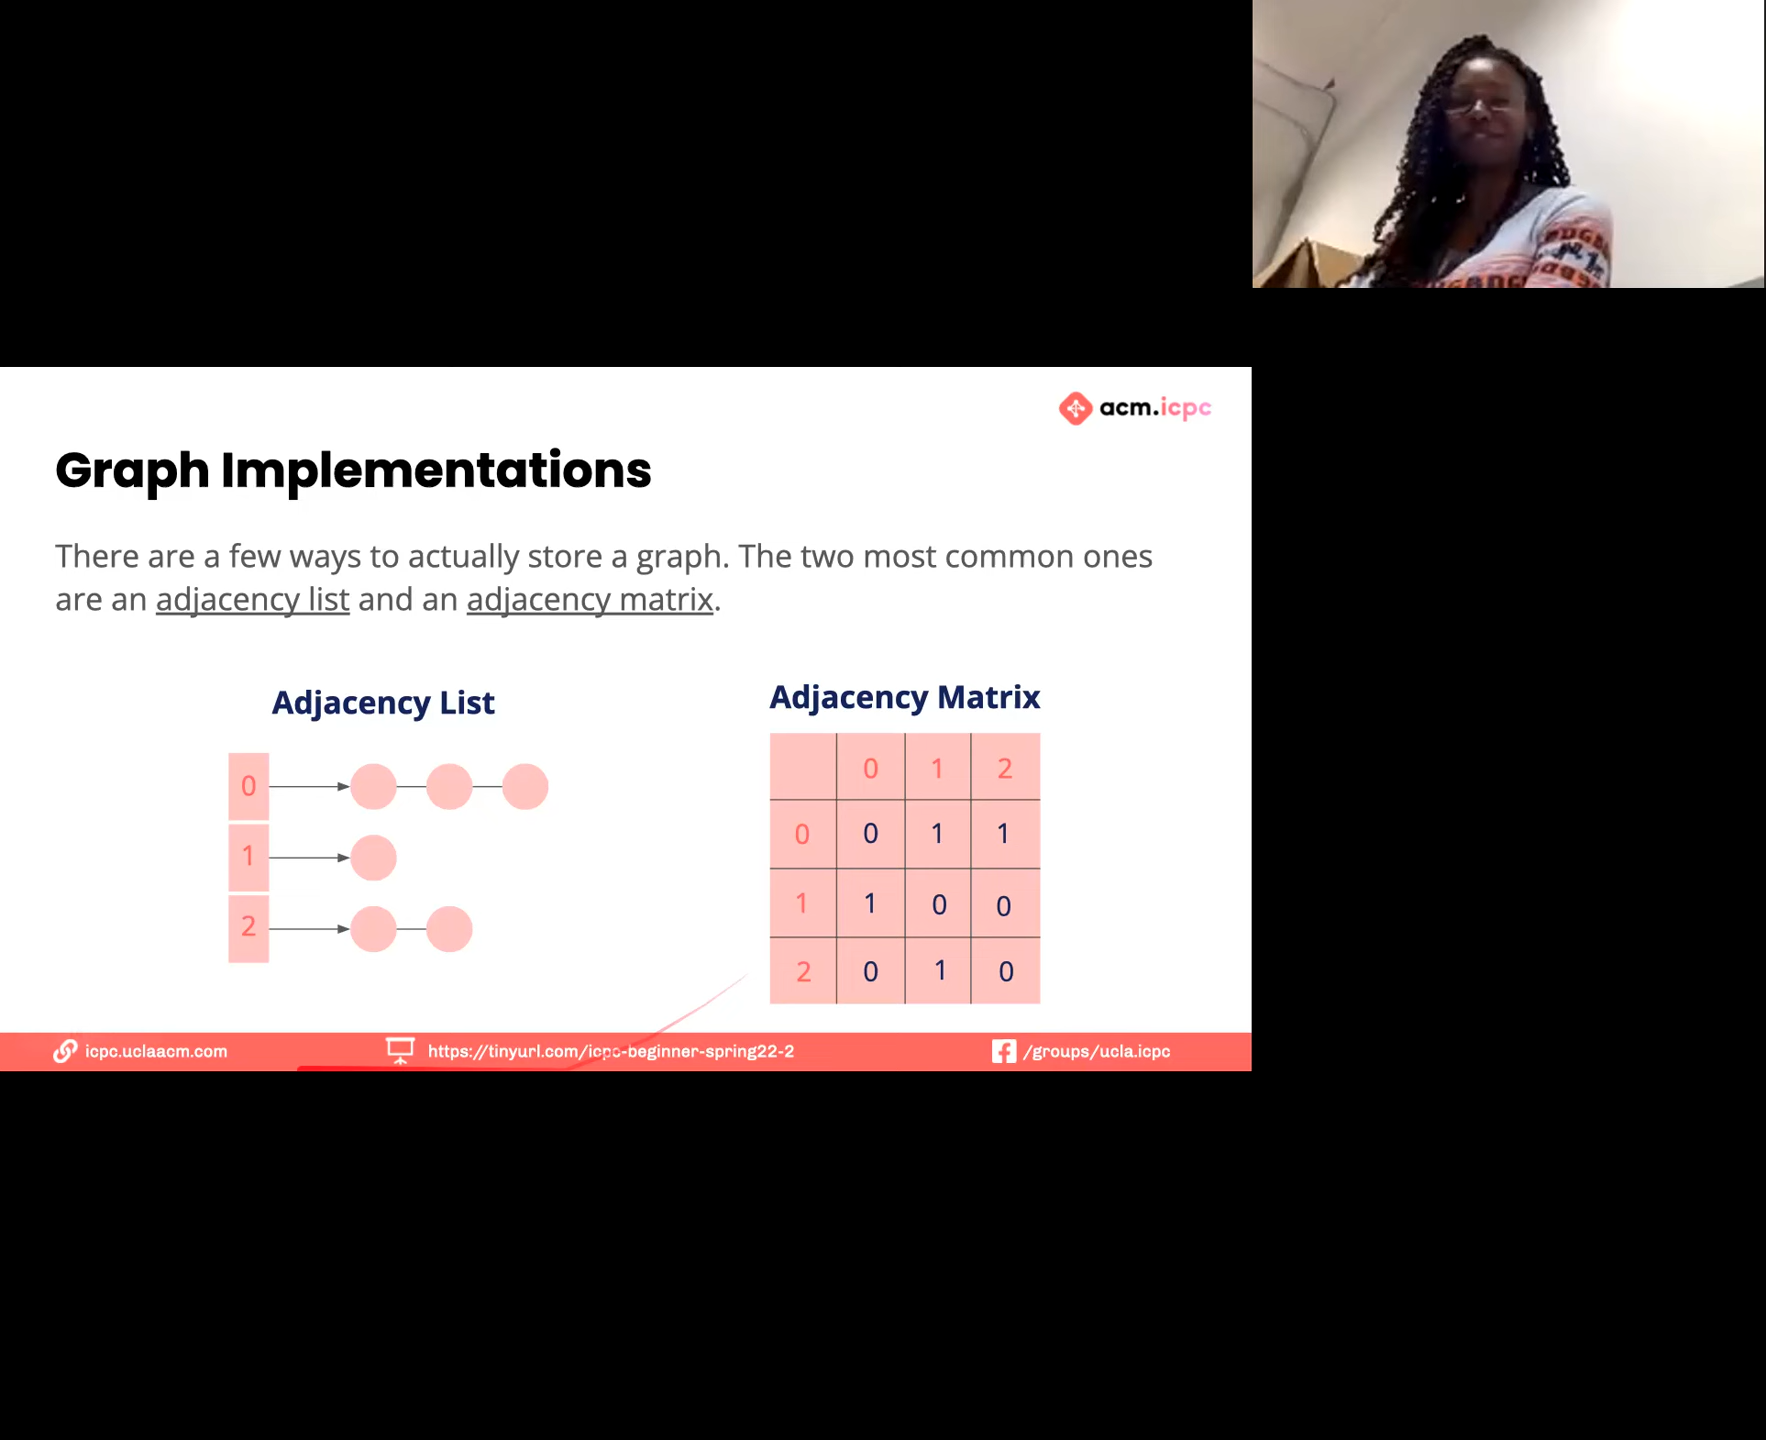 acm.icpc
Graph Implementations
There are a few ways to actually store a graph. The two most common ones
are an adjacency list and an adjacency matrix.
Adjacency List
0
1
2
Adjacency Matrix
0 1 2
0 0 1 1
1 1 0 0
2 0 1 0
icpc.uclaacm.com
https://tinyurl.com/icpc-beginner-spring22-2
/groups/ucla.icpc